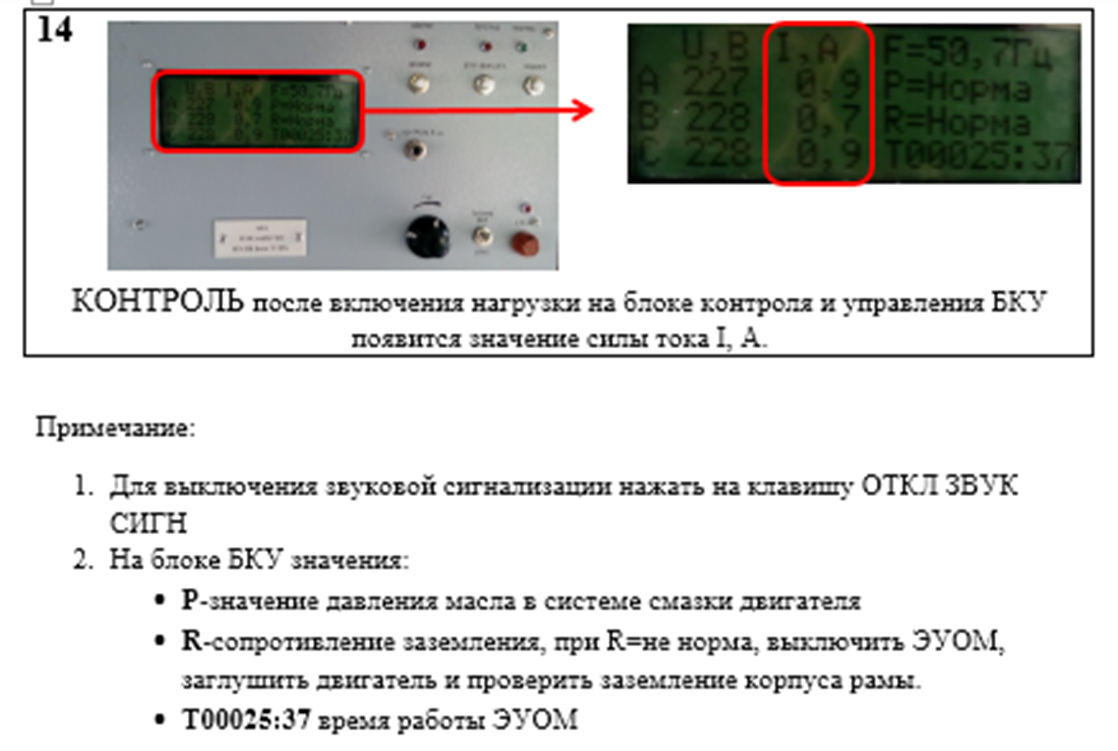 14
U,В I,А F=50,7Гц
А 227 0,9 P=Норма
В 228 0,7 R=Норма
С 228 0,9 T00025:37
КОНТРОЛЬ после включения нагрузки на блоке контроля и управления БКУ
появится значение силы тока I, А.
Примечание:
1. Для выключения звуковой сигнализации нажать на клавишу ОТКЛ ЗВУК
СИГН
2. На блоке БКУ значения:
• P-значение давления масла в системе смазки двигателя
• R-сопротивление заземления, при R=не норма, выключить ЭУОМ,
заглушить двигатель и проверить заземление корпуса рамы.
• T00025:37 время работы ЭУОМ